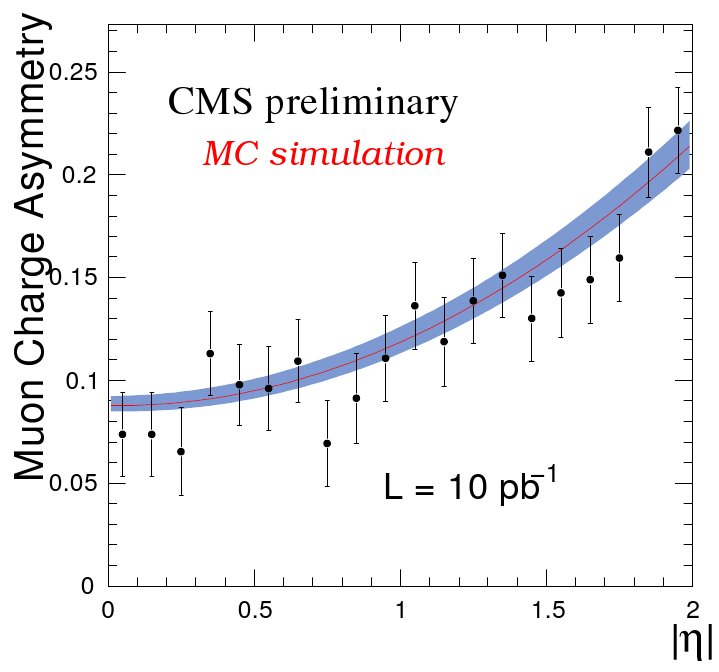 Muon Charge Asymmetry
0.25
0.2
0.15
0.1
0.05
0
CMS preliminary
MC simulation
L = 10 pb⁻¹
0 0.5 1 1.5 2
|η|